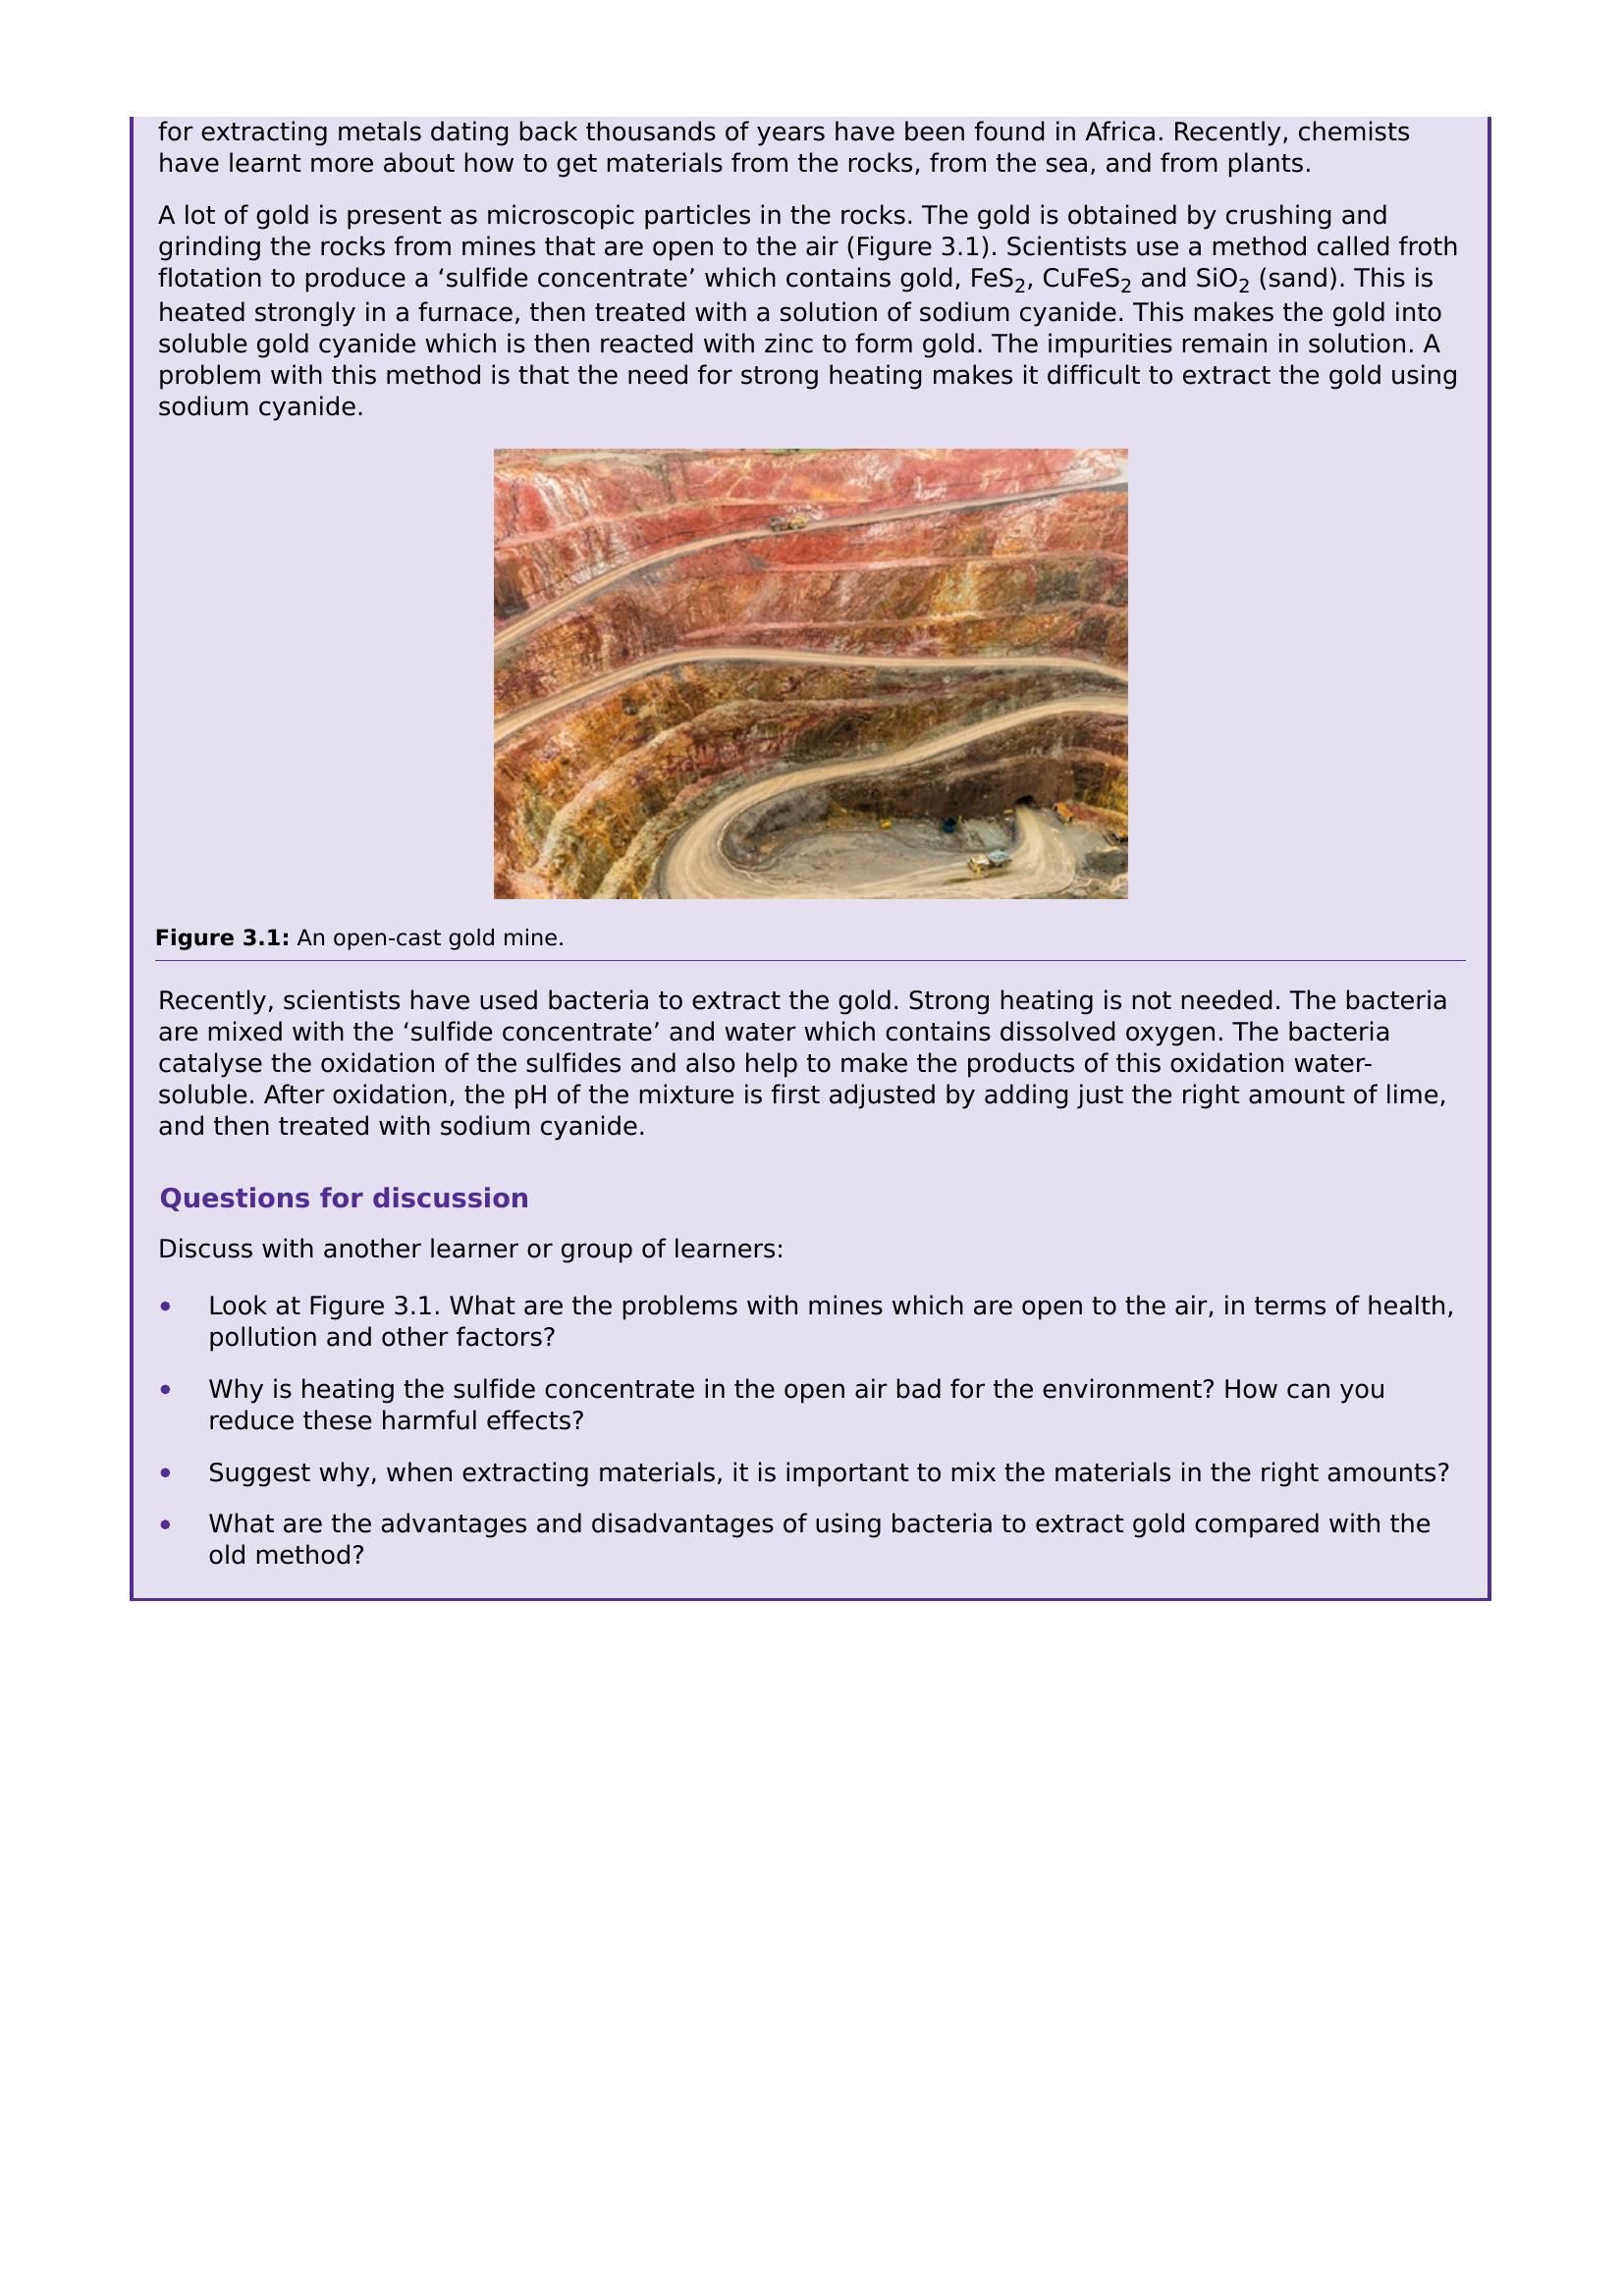 for extracting metals dating back thousands of years have been found in Africa. Recently, chemists
have learnt more about how to get materials from the rocks, from the sea, and from plants.
A lot of gold is present as microscopic particles in the rocks. The gold is obtained by crushing and
grinding the rocks from mines that are open to the air (Figure 3.1). Scientists use a method called froth
flotation to produce a ‘sulfide concentrate’ which contains gold, FeS₂, CuFeS₂ and SiO₂ (sand). This is
heated strongly in a furnace, then treated with a solution of sodium cyanide. This makes the gold into
soluble gold cyanide which is then reacted with zinc to form gold. The impurities remain in solution. A
problem with this method is that the need for strong heating makes it difficult to extract the gold using
sodium cyanide.
Figure 3.1: An open-cast gold mine.
Recently, scientists have used bacteria to extract the gold. Strong heating is not needed. The bacteria
are mixed with the ‘sulfide concentrate’ and water which contains dissolved oxygen. The bacteria
catalyse the oxidation of the sulfides and also help to make the products of this oxidation water-
soluble. After oxidation, the pH of the mixture is first adjusted by adding just the right amount of lime,
and then treated with sodium cyanide.
Questions for discussion
Discuss with another learner or group of learners:
• Look at Figure 3.1. What are the problems with mines which are open to the air, in terms of health,
pollution and other factors?
• Why is heating the sulfide concentrate in the open air bad for the environment? How can you
reduce these harmful effects?
• Suggest why, when extracting materials, it is important to mix the materials in the right amounts?
• What are the advantages and disadvantages of using bacteria to extract gold compared with the
old method?